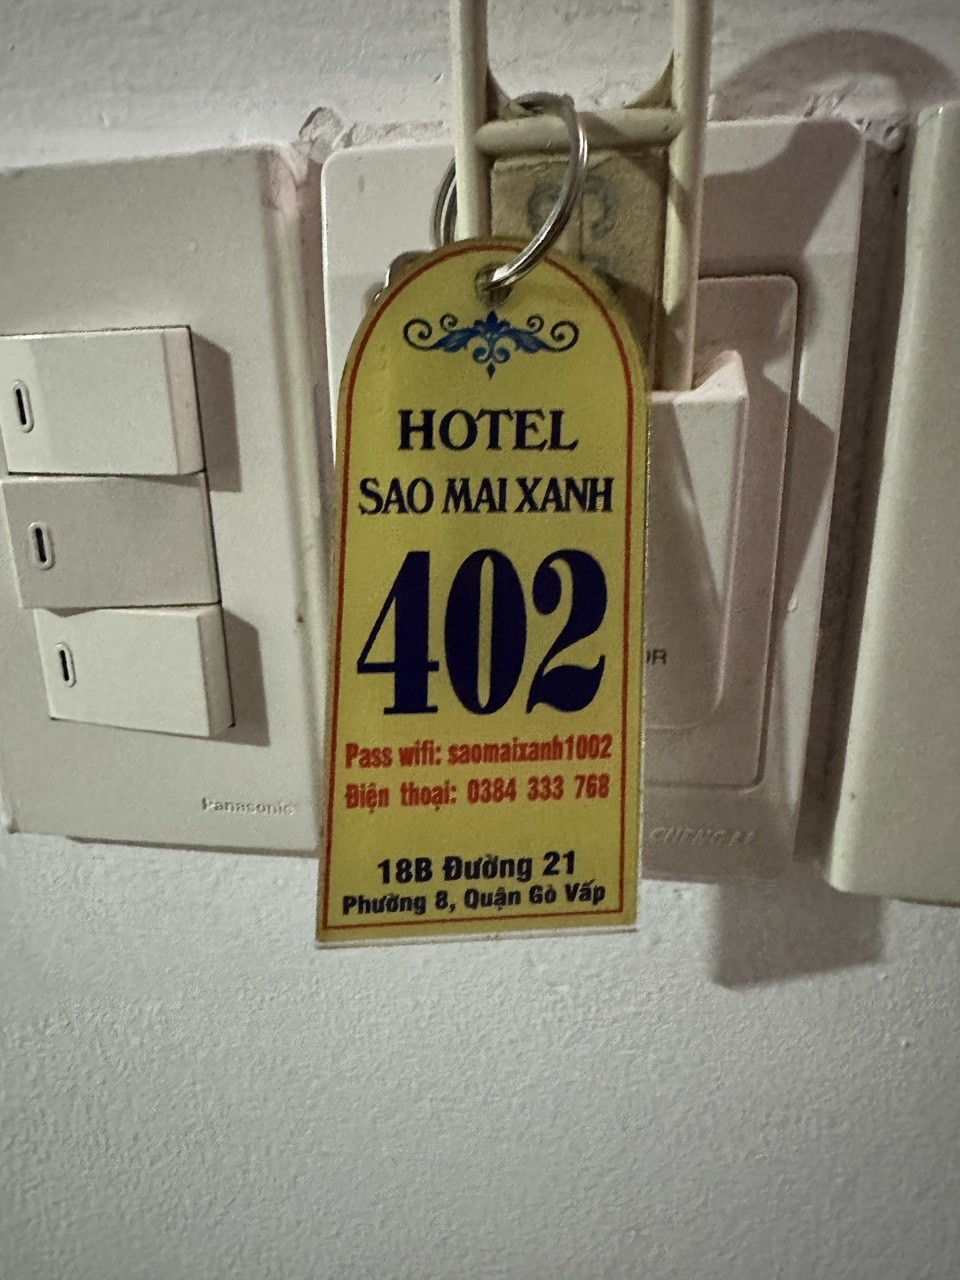 HOTEL
SAO MAI XANH
402
Pass wifi: saomaixanh1002
Điện thoại: 0384 333 768
18B Đường 21
Phường 8, Quận Gò Vấp
Panasonic